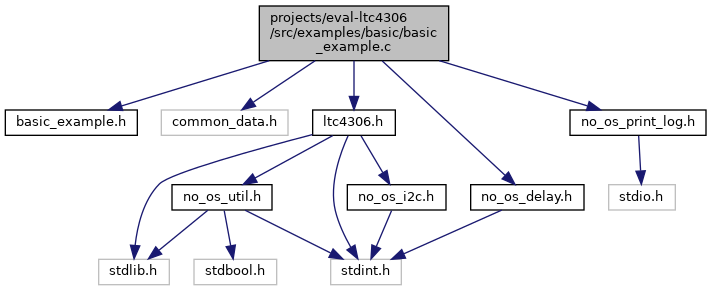 projects/eval-ltc4306
/src/examples/basic/basic
_example.c
basic_example.h
common_data.h
ltc4306.h
no_os_print_log.h
no_os_util.h
no_os_i2c.h
no_os_delay.h
stdio.h
stdlib.h
stdbool.h
stdint.h